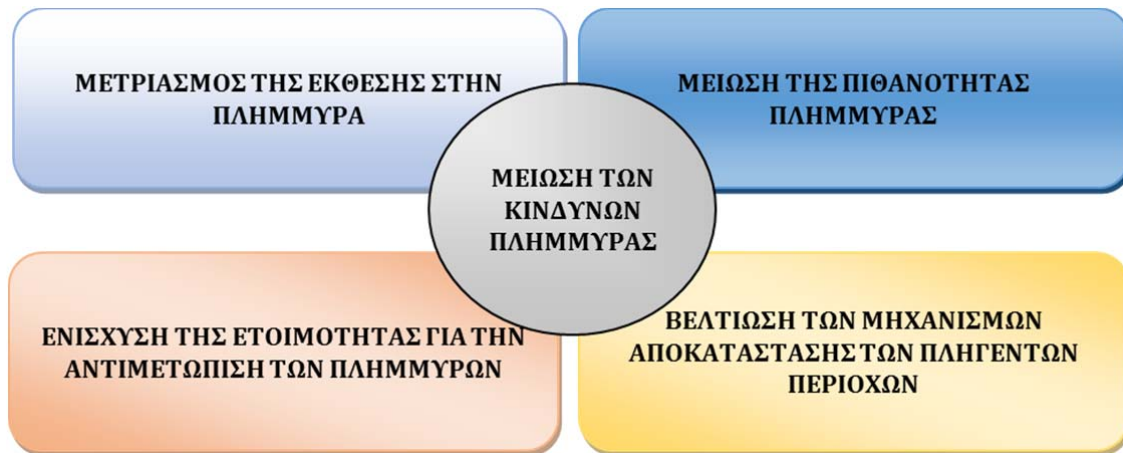 ΜΕΤΡΙΑΣΜΟΣ ΤΗΣ ΕΚΘΕΣΗΣ ΣΤΗΝ
ΠΛΗΜΜΥΡΑ
ΜΕΙΩΣΗ ΤΗΣ ΠΙΘΑΝΟΤΗΤΑΣ
ΠΛΗΜΜΥΡΑΣ
ΜΕΙΩΣΗ ΤΩΝ
ΚΙΝΔΥΝΩΝ
ΠΛΗΜΜΥΡΑΣ
ΕΝΙΣΧΥΣΗ ΤΗΣ ΕΤΟΙΜΟΤΗΤΑΣ ΓΙΑ ΤΗΝ
ΑΝΤΙΜΕΤΩΠΙΣΗ ΤΩΝ ΠΛΗΜΜΥΡΩΝ
ΒΕΛΤΙΩΣΗ ΤΩΝ ΜΗΧΑΝΙΣΜΩΝ
ΑΠΟΚΑΤΑΣΤΑΣΗΣ ΤΩΝ ΠΛΗΓΕΝΤΩΝ
ΠΕΡΙΟΧΩΝ